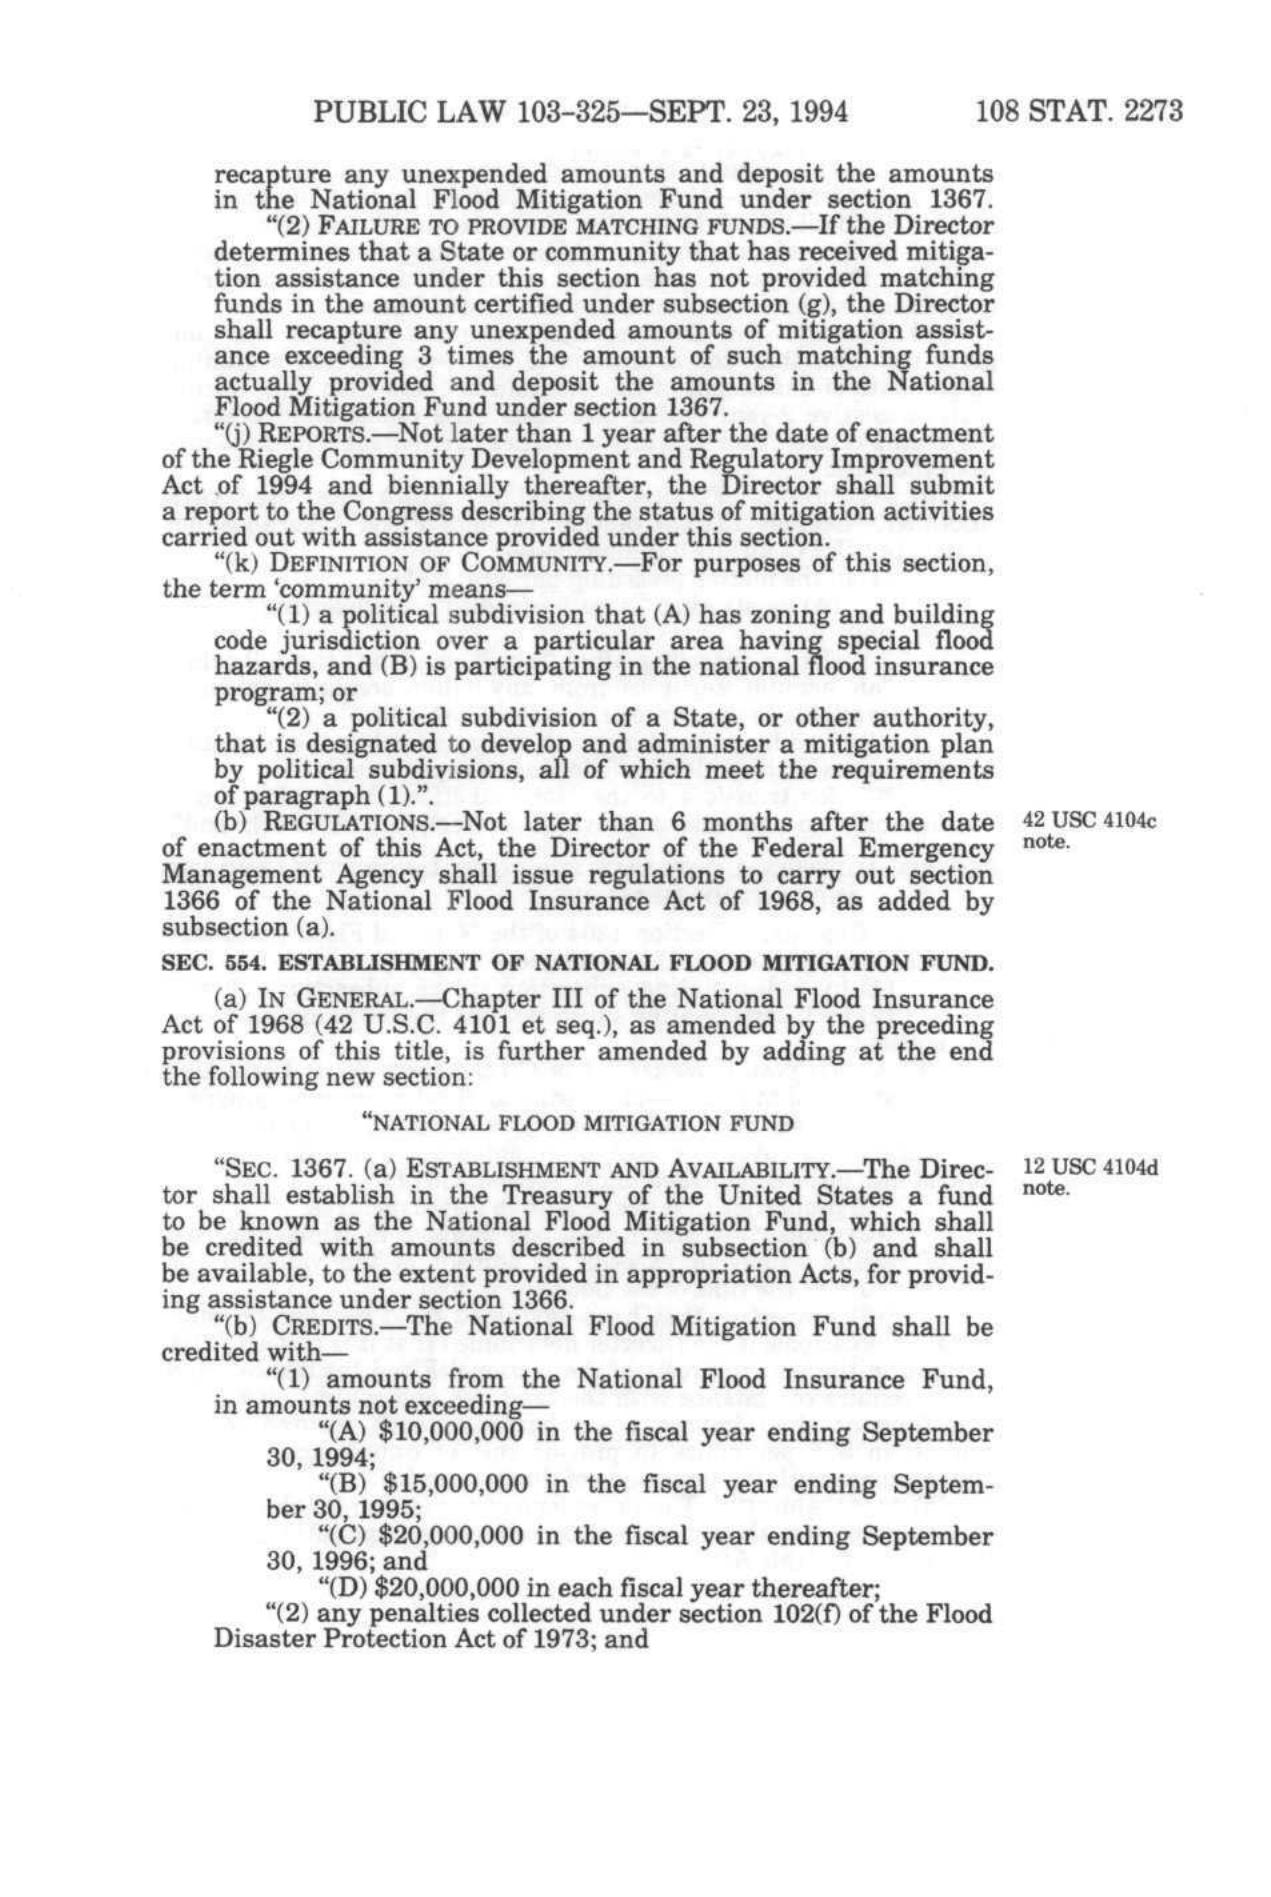 PUBLIC LAW 103–325—SEPT. 23, 1994 108 STAT. 2273
recapture any unexpended amounts and deposit the amounts
in the National Flood Mitigation Fund under section 1367.
“(2) FAILURE TO PROVIDE MATCHING FUNDS.—If the Director
determines that a State or community that has received mitiga-
tion assistance under this section has not provided matching
funds in the amount certified under subsection (g), the Director
shall recapture any unexpended amounts of mitigation assist-
ance exceeding 3 times the amount of such matching funds
actually provided and deposit the amounts in the National
Flood Mitigation Fund under section 1367.
“(j) REPORTS.—Not later than 1 year after the date of enactment
of the Riegle Community Development and Regulatory Improvement
Act of 1994 and biennially thereafter, the Director shall submit
a report to the Congress describing the status of mitigation activities
carried out with assistance provided under this section.
“(k) DEFINITION OF COMMUNITY.—For purposes of this section,
the term ‘community’ means—
“(1) a political subdivision that (A) has zoning and building
code jurisdiction over a particular area having special flood
hazards, and (B) is participating in the national flood insurance
program; or
“(2) a political subdivision of a State, or other authority,
that is designated to develop and administer a mitigation plan
by political subdivisions, all of which meet the requirements
of paragraph (1).”.
(b) REGULATIONS.—Not later than 6 months after the date
of enactment of this Act, the Director of the Federal Emergency
Management Agency shall issue regulations to carry out section
1366 of the National Flood Insurance Act of 1968, as added by
subsection (a).
42 USC 4104c
note.
SEC. 554. ESTABLISHMENT OF NATIONAL FLOOD MITIGATION FUND.
(a) IN GENERAL.—Chapter III of the National Flood Insurance
Act of 1968 (42 U.S.C. 4101 et seq.), as amended by the preceding
provisions of this title, is further amended by adding at the end
the following new section:
“NATIONAL FLOOD MITIGATION FUND
“SEC. 1367. (a) ESTABLISHMENT AND AVAILABILITY.—The Direc-
tor shall establish in the Treasury of the United States a fund
to be known as the National Flood Mitigation Fund, which shall
be credited with amounts described in subsection (b) and shall
be available, to the extent provided in appropriation Acts, for provid-
ing assistance under section 1366.
12 USC 4104d
note.
“(b) CREDITS.—The National Flood Mitigation Fund shall be
credited with—
“(1) amounts from the National Flood Insurance Fund,
in amounts not exceeding—
“(A) $10,000,000 in the fiscal year ending September
30, 1994;
“(B) $15,000,000 in the fiscal year ending Septem-
ber 30, 1995;
“(C) $20,000,000 in the fiscal year ending September
30, 1996; and
“(D) $20,000,000 in each fiscal year thereafter;
“(2) any penalties collected under section 102(f) of the Flood
Disaster Protection Act of 1973; and